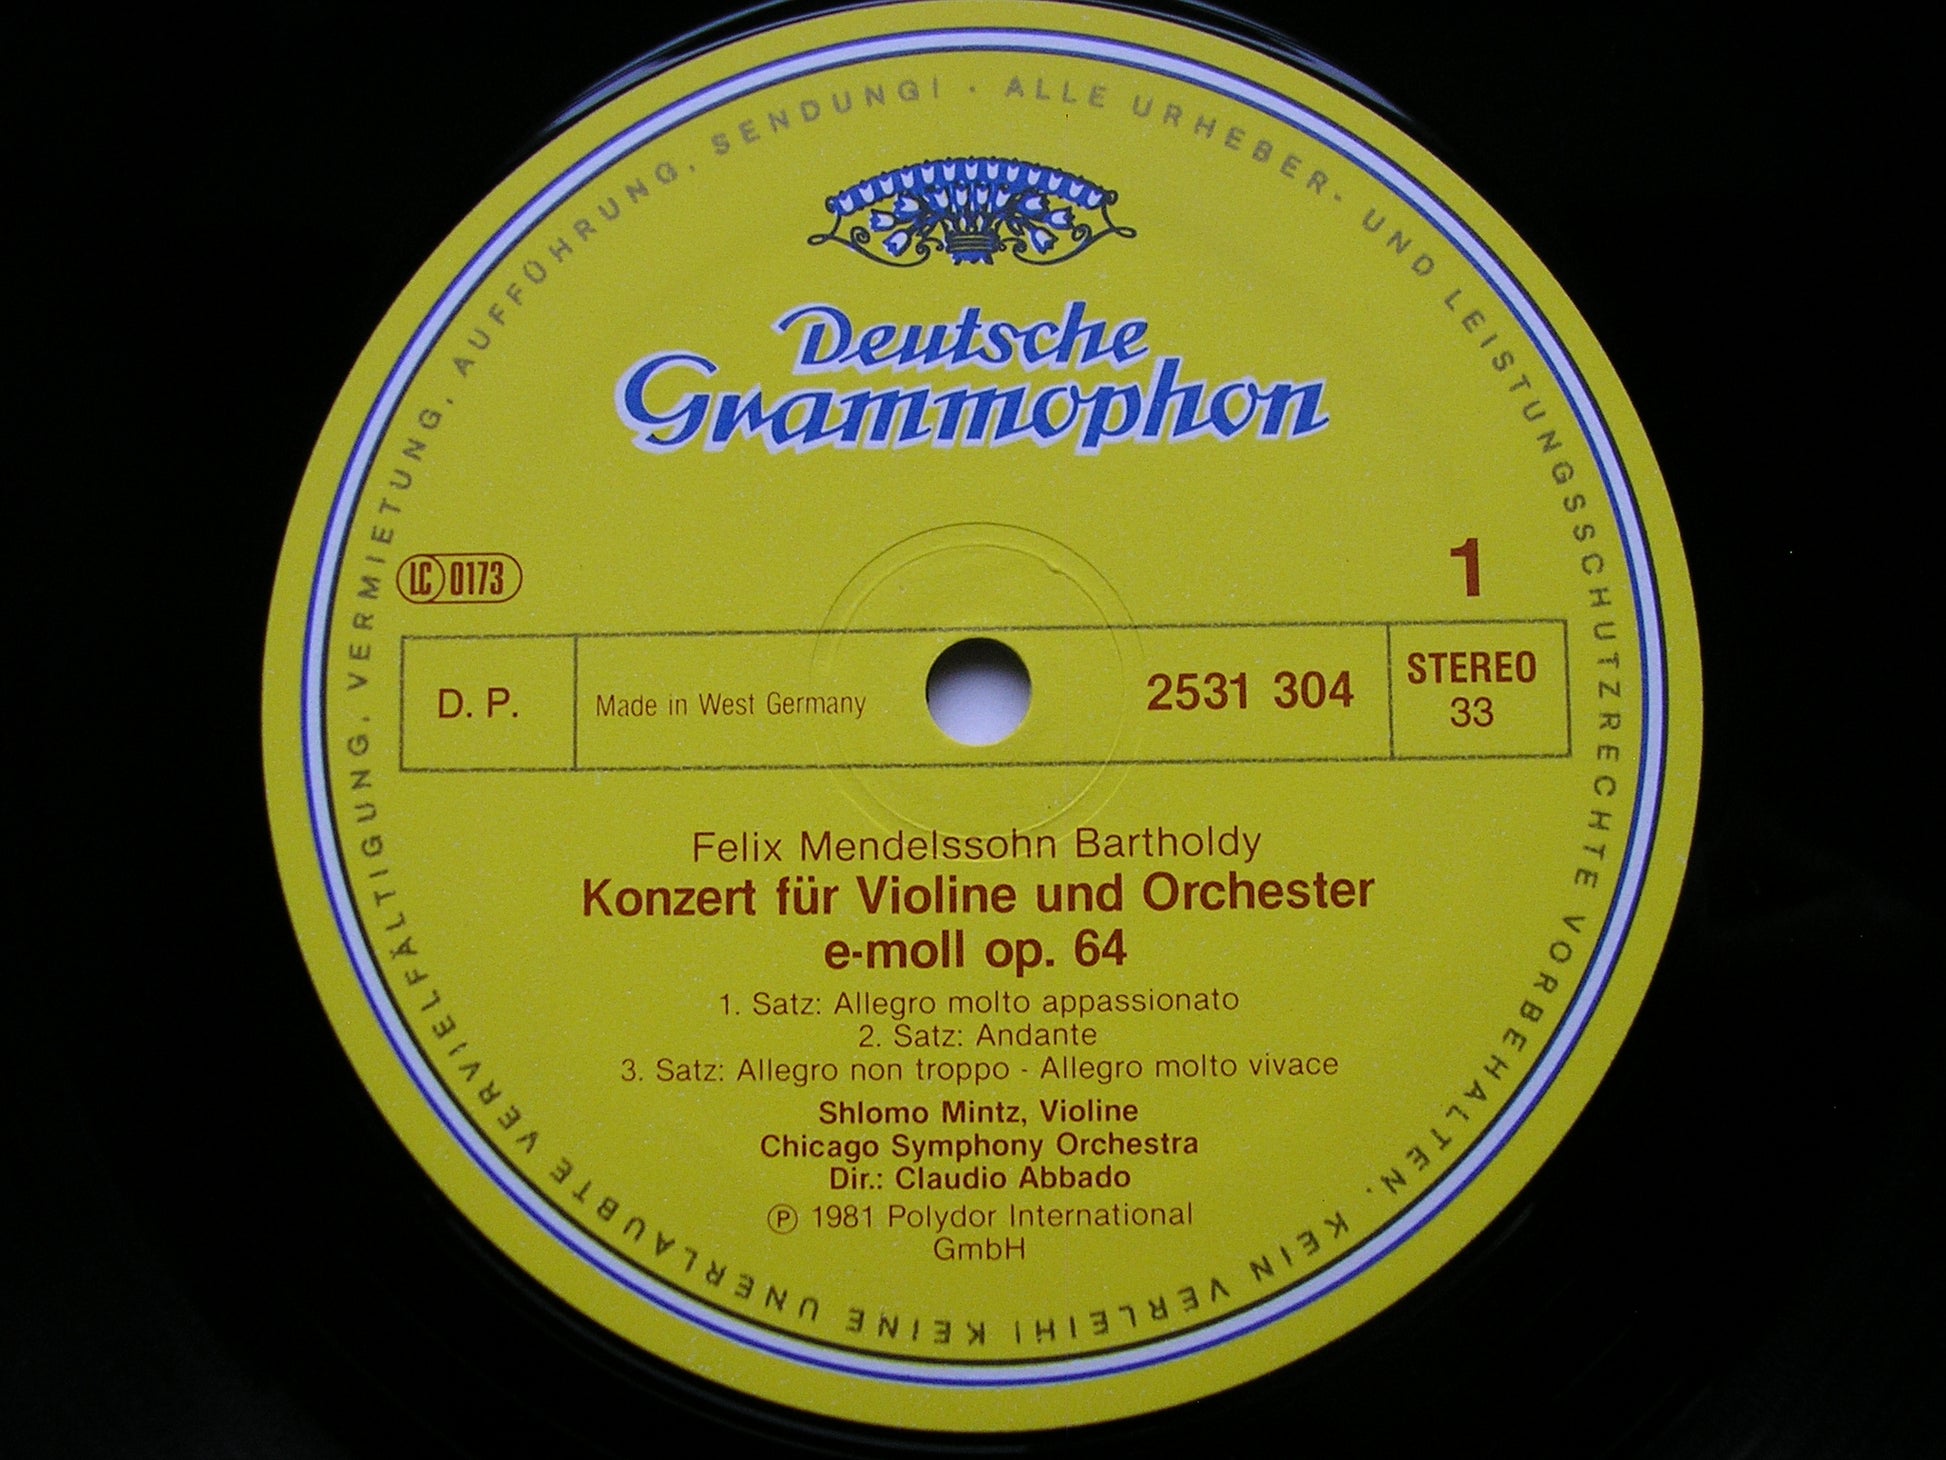 ALLE URHEBER- UND LEISTUNGSSCHUTZRECHTE VORBEHALTEN. KEIN VERLEIH! KEINE UNERLAUBTE VERVIELFÄLTIGUNG, VERMIETUNG, AUFFÜHRUNG, SENDUNG! ·
Deutsche
Grammophon
LC 0173
1
D. P.
Made in West Germany
2531 304
STEREO
33
Felix Mendelssohn Bartholdy
Konzert für Violine und Orchester
e-moll op. 64
1. Satz: Allegro molto appassionato
2. Satz: Andante
3. Satz: Allegro non troppo - Allegro molto vivace
Shlomo Mintz, Violine
Chicago Symphony Orchestra
Dir.: Claudio Abbado
℗ 1981 Polydor International
GmbH